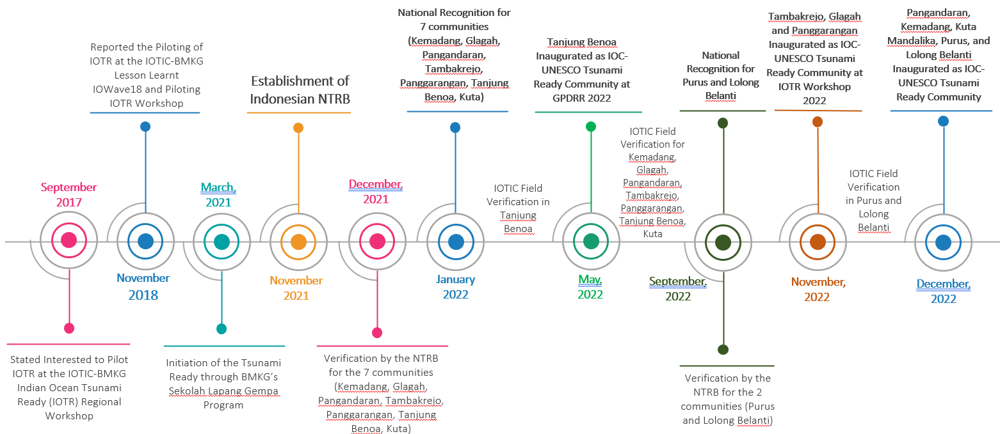 Reported the Piloting of
IOTR at the IOTIC-BMKG
Lesson Learnt
IOWave18 and Piloting
IOTR Workshop
Establishment of
Indonesian NTRB
National Recognition for
7 communities
(Kemadang, Glagah,
Pangandaran,
Tambakrejo,
Panggarangan, Tanjung
Benoa, Kuta)
Tanjung Benoa
Inaugurated as IOC-
UNESCO Tsunami
Ready Community at
GPDRR 2022
National
Recognition for
Purus and Lolong
Belanti
Tambakrejo, Glagah
and Panggarangan
Inaugurated as IOC-
UNESCO Tsunami
Ready Community at
IOTR Workshop
2022
Pangandaran,
Kemadang, Kuta
Mandalika, Purus, and
Lolong Belanti
Inaugurated as IOC-
UNESCO Tsunami
Ready Community
IOTIC Field
Verification in
Tanjung
Benoa
IOTIC Field
Verification for
Kemadang,
Glagah,
Pangandaran,
Tambakrejo,
Panggarangan,
Tanjung Benoa,
Kuta
IOTIC Field
Verification
in Purus and
Lolong
Belanti
September
2017
November
2018
March,
2021
November
2021
December,
2021
January
2022
May,
2022
September,
2022
November,
2022
December,
2022
Stated Interested to Pilot
IOTR at the IOTIC-BMKG
Indian Ocean Tsunami
Ready (IOTR) Regional
Workshop
Initiation of the Tsunami
Ready through BMKG's
Sekolah Lapang Gempa
Program
Verification by the NTRB
for the 7 communities
(Kemadang, Glagah,
Pangandaran, Tambakrejo,
Panggarangan, Tanjung
Benoa, Kuta)
Verification by the
NTRB for the 2
communities (Purus
and Lolong Belanti)